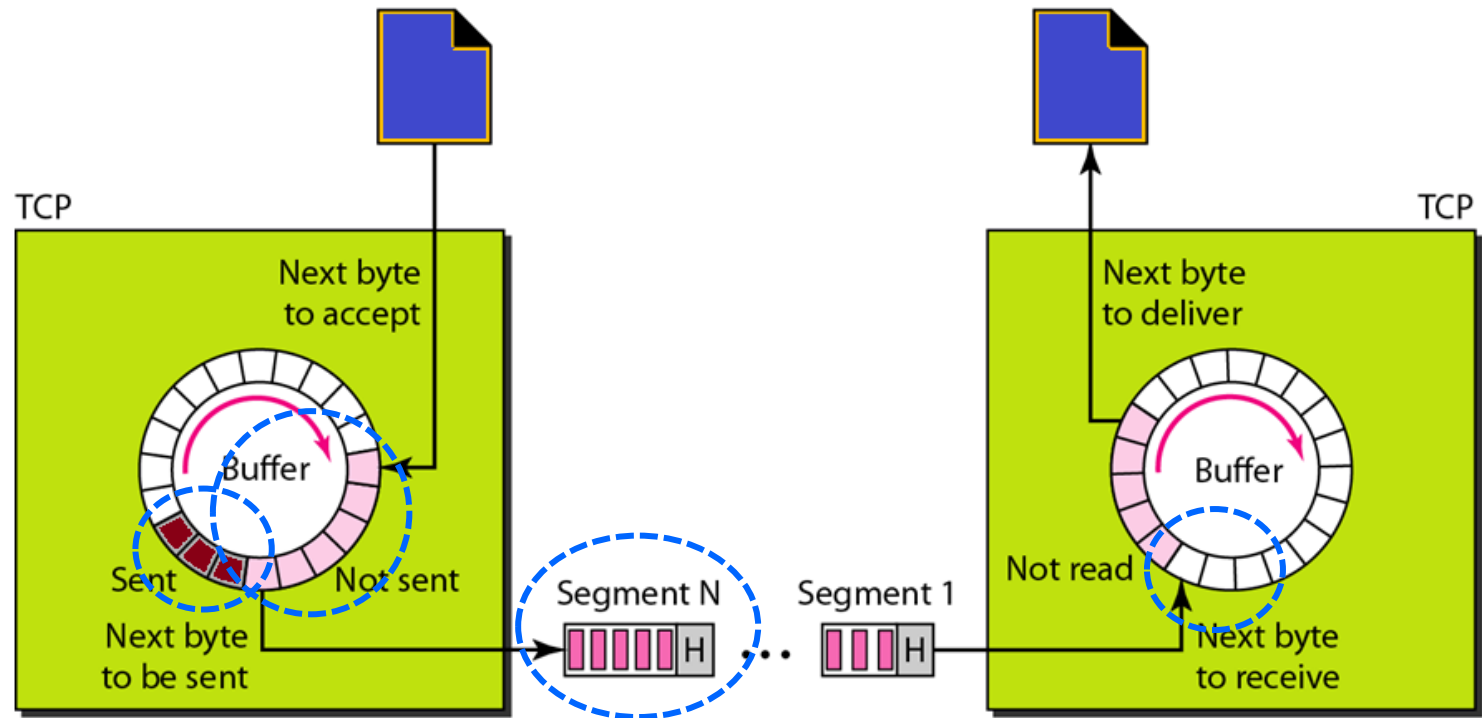 TCP
TCP
Next byte
to accept
Next byte
to deliver
Buffer
Buffer
Sent
Not sent
Not read
Segment N
Segment 1
H
...
H
Next byte
to be sent
Next byte
to receive